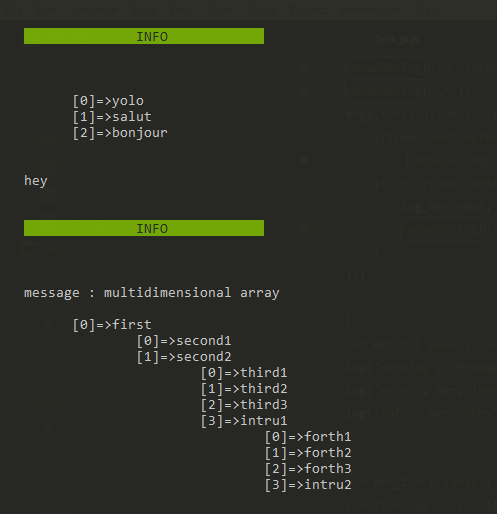 INFO
[0]=>yolo
[1]=>salut
[2]=>bonjour
hey
INFO
message : multidimensional array
[0]=>first
[0]=>second1
[1]=>second2
[0]=>third1
[1]=>third2
[2]=>third3
[3]=>intru1
[0]=>forth1
[1]=>forth2
[2]=>forth3
[3]=>intru2